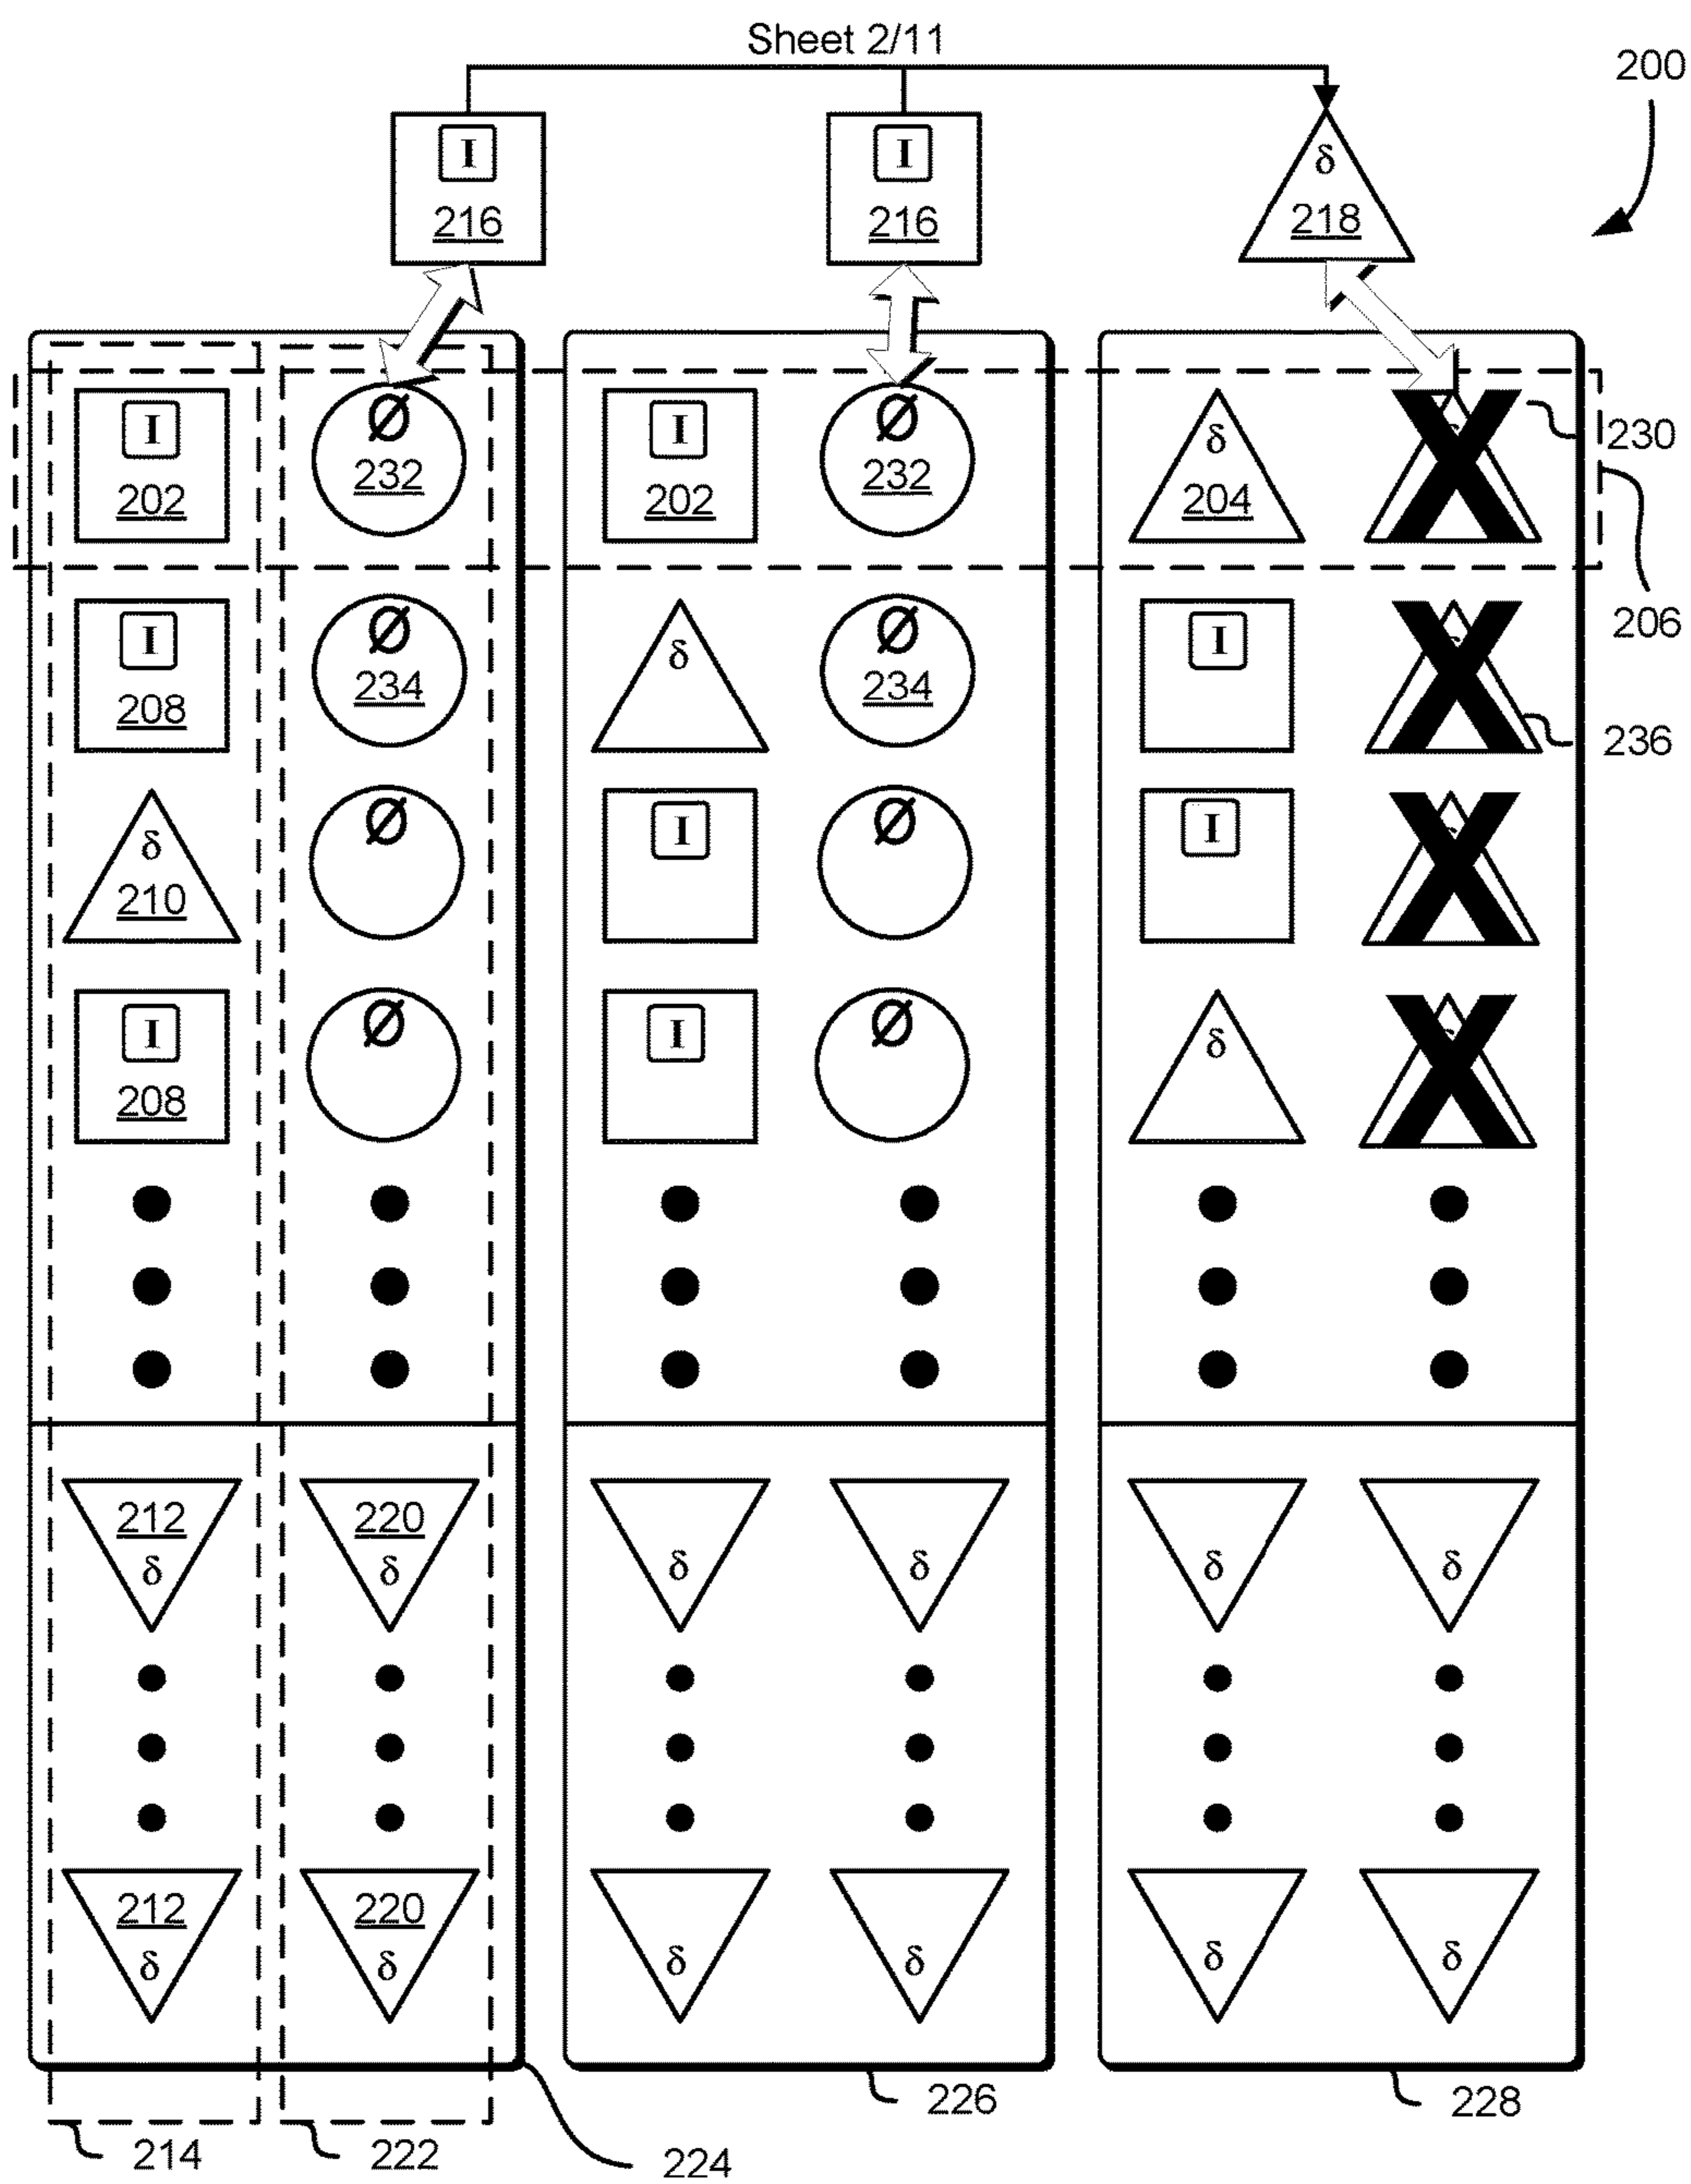 Sheet 2/11
200
I I δ
216 216 218
I Ø I Ø δ
202 232 202 232 204
230
I Ø δ Ø I
208 234 234
206
236
δ Ø I Ø I
210
I Ø I Ø δ
208
212 220
δ δ δ δ δ δ
212 220
δ δ δ δ δ δ
226 228
214 222 224